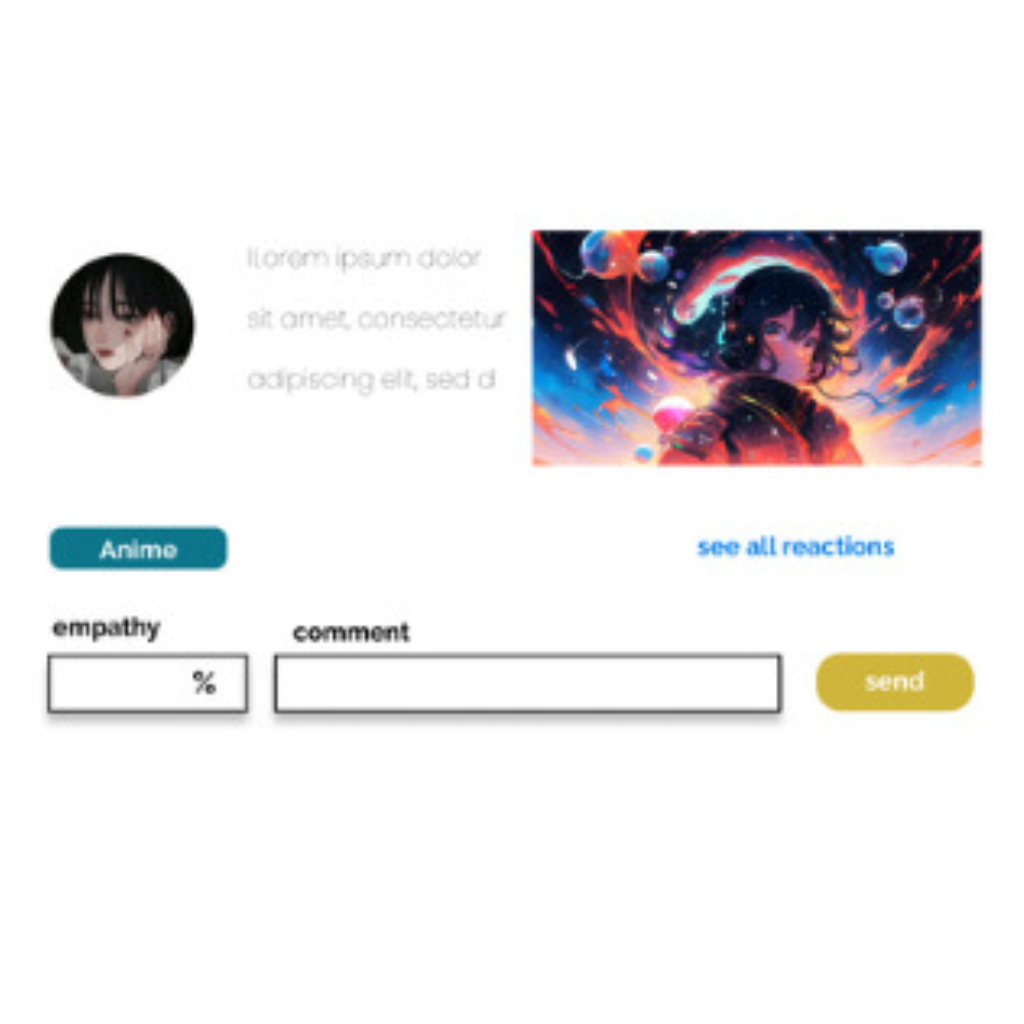 lLorem ipsum dolor
sit amet, consectetur
adipiscing elit, sed d
Anime
see all reactions
empathy
comment
%
send